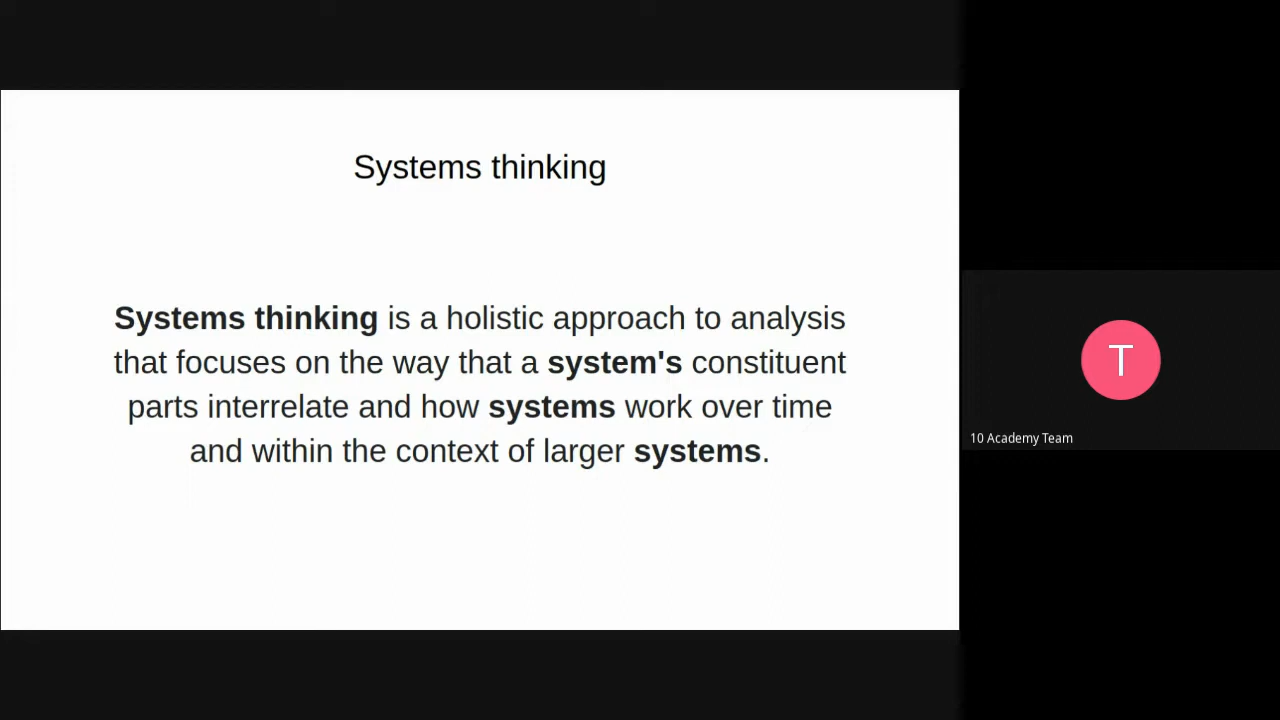 Systems thinking
Systems thinking is a holistic approach to analysis
that focuses on the way that a system's constituent
parts interrelate and how systems work over time
and within the context of larger systems.
T
10 Academy Team